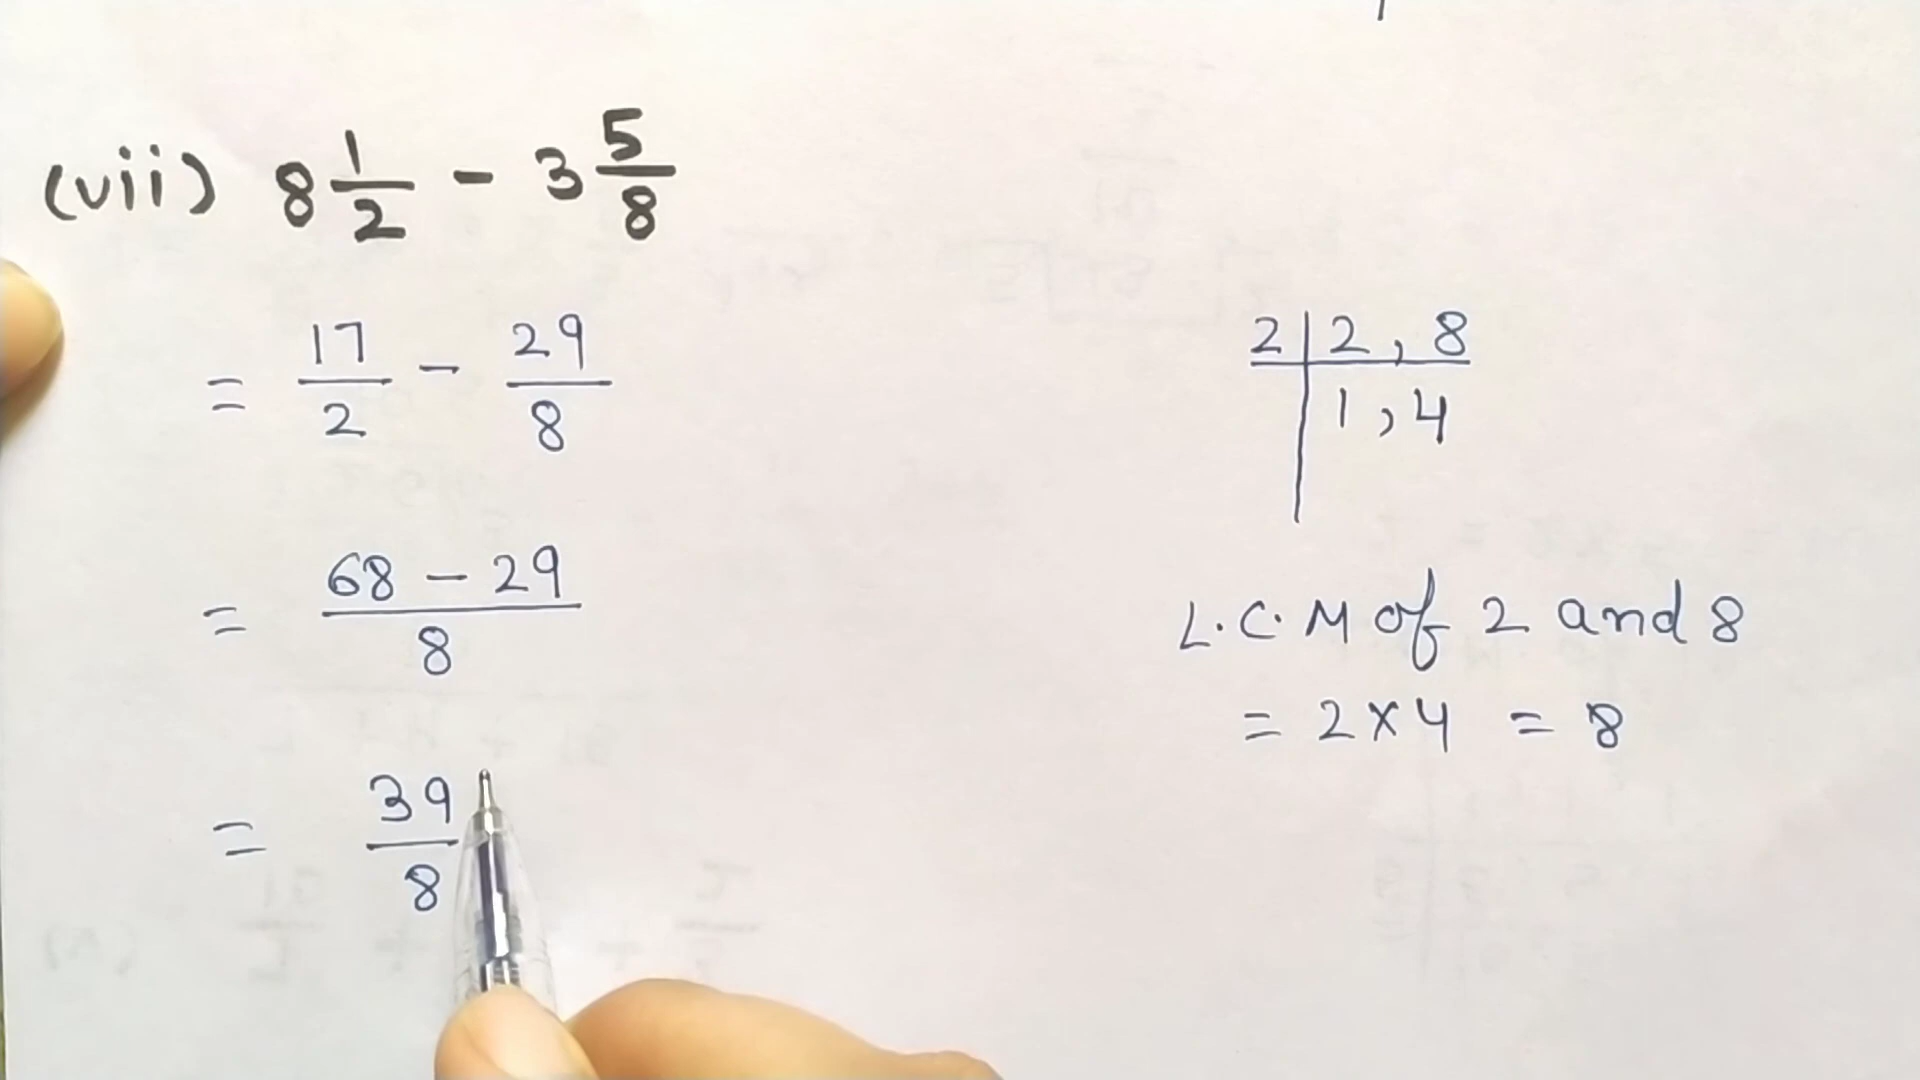 (vii) 8 1/2 - 3 5/8
= 17/2 - 29/8
= 68 - 29/8
= 39/8
2 | 2, 8
1, 4
L.C.M of 2 and 8
= 2 x 4 = 8